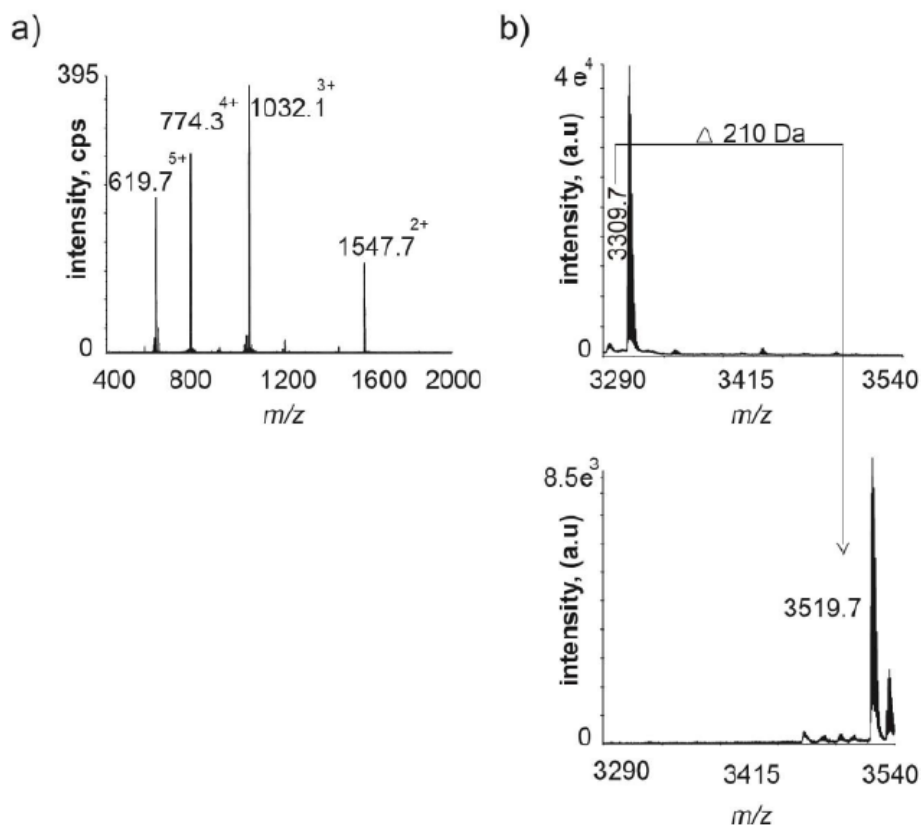 a)
395
intensity, cps
0
619.7 5+
774.3 4+
1032.1 3+
1547.7 2+
400 800 1200 1600 2000
m/z
b)
4 e4
intensity, (a.u)
0
△ 210 Da
3309.7
3290 3415 3540
m/z
8.5e3
intensity, (a.u)
0
3519.7
3290 3415 3540
m/z